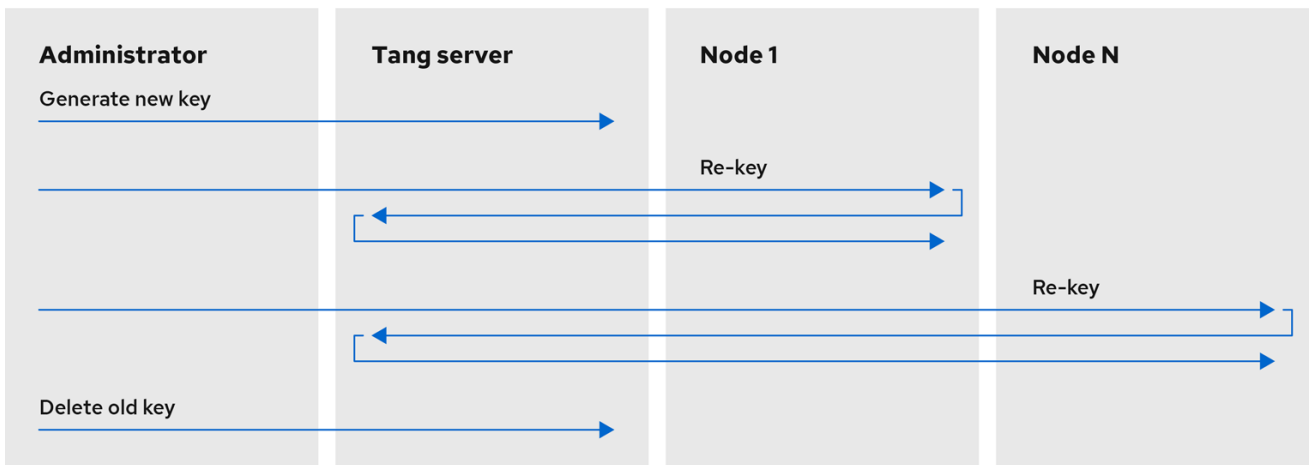 Administrator
Tang server
Node 1
Node N
Generate new key
Re-key
Re-key
Delete old key